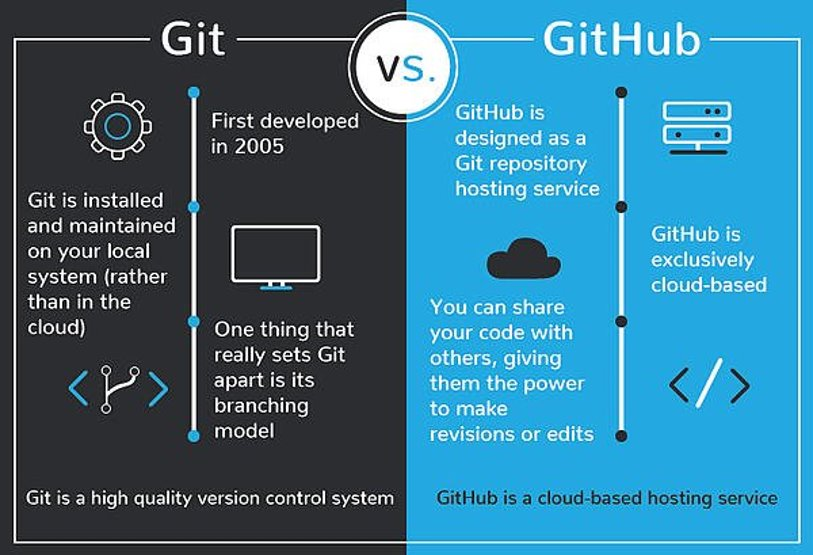 Git
vs.
GitHub
First developed
in 2005
Git is installed
and maintained
on your local
system (rather
than in the
cloud)
One thing that
really sets Git
apart is its
branching
model
Git is a high quality version control system
GitHub is
designed as a
Git repository
hosting service
GitHub is
exclusively
cloud-based
You can share
your code with
others, giving
them the power
to make
revisions or edits
GitHub is a cloud-based hosting service